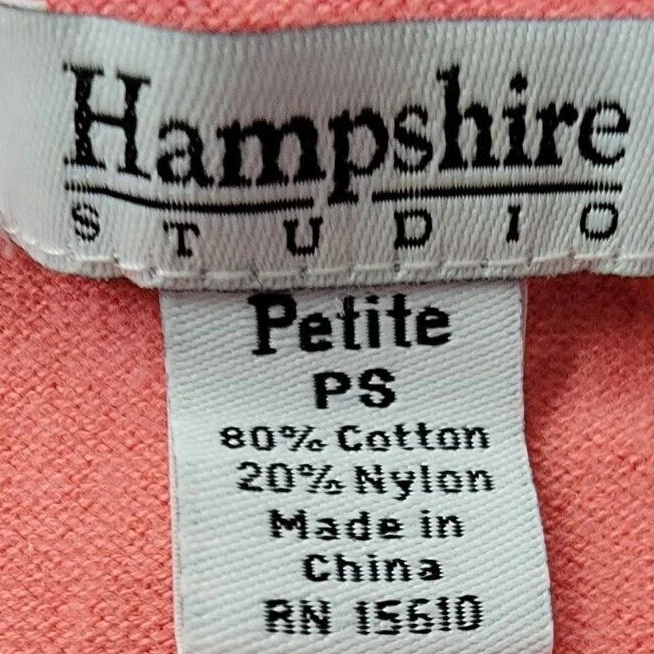 Hampshire
STUDIO
Petite
PS
80% Cotton
20% Nylon
Made in
China
RN 15610